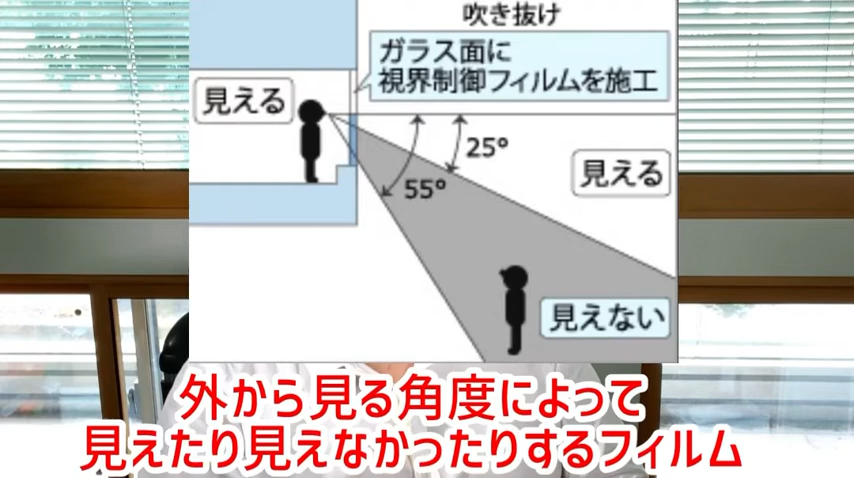 吹き抜け
ガラス面に
視界制御フィルムを施工
見える
25°
55°
見える
見えない
外から見る角度によって
見えたり見えなかったりするフィルム